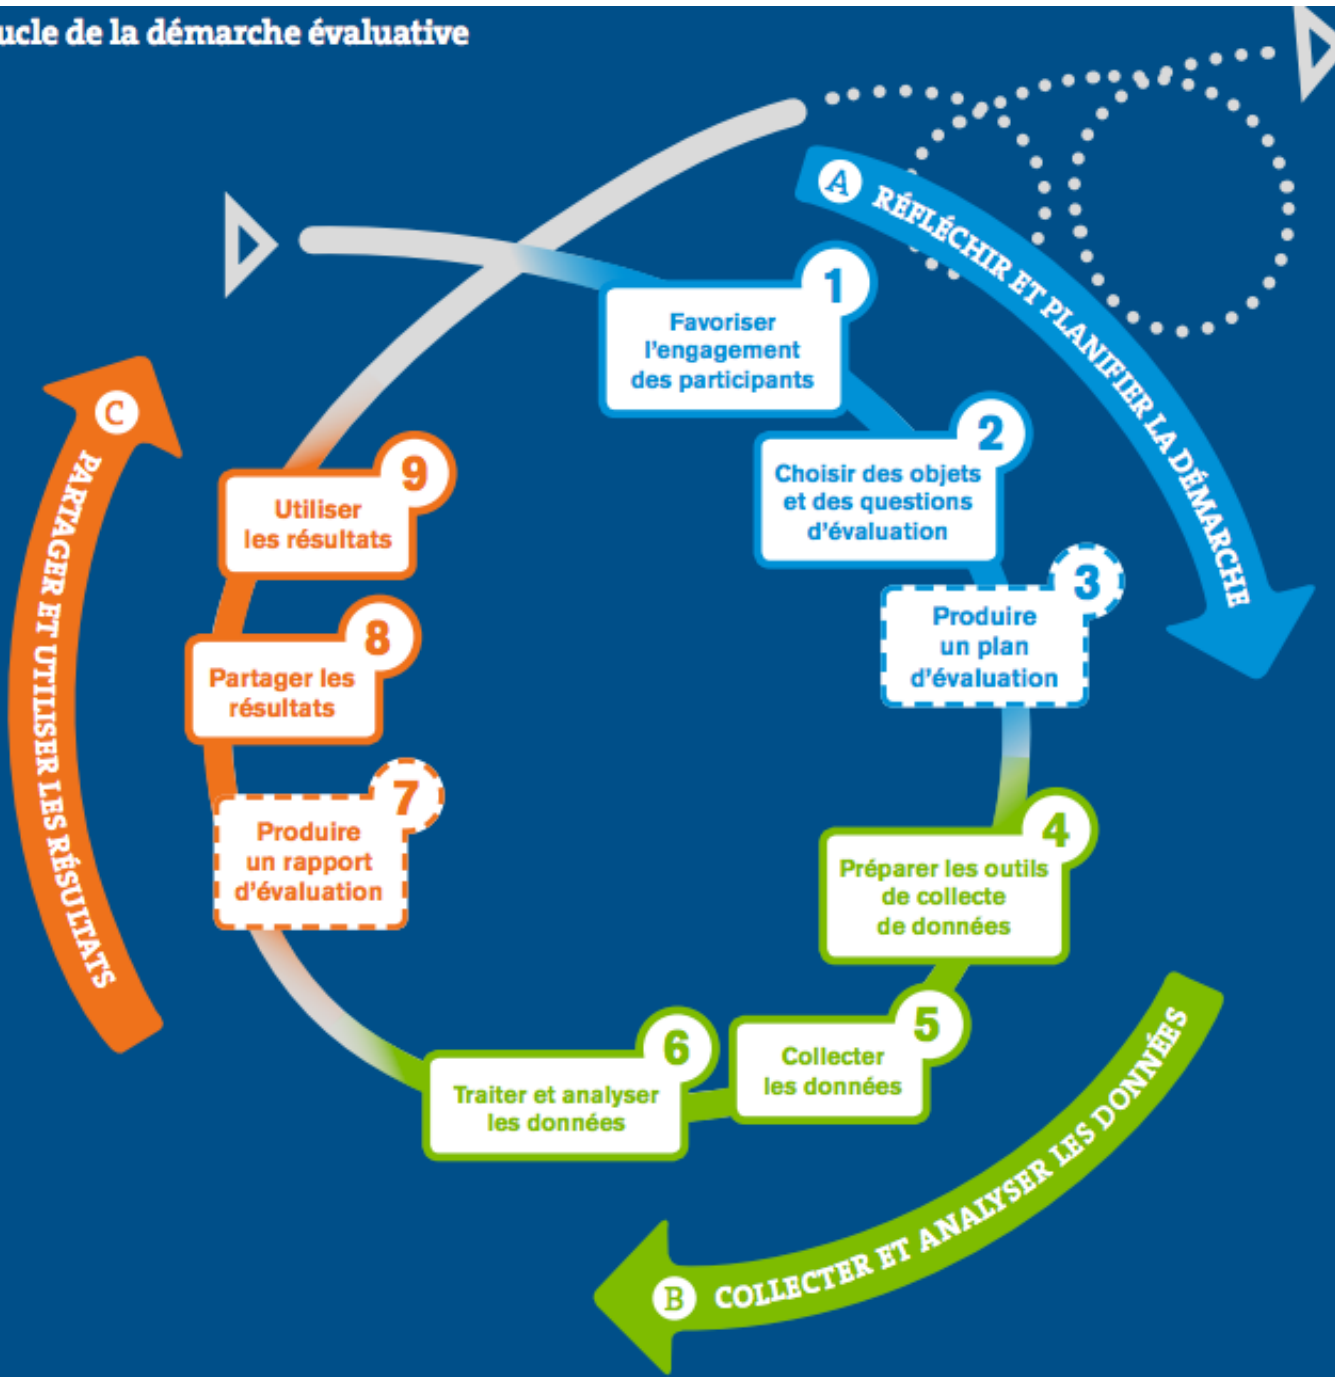 ucle de la démarche évaluative
A RÉFLÉCHIR ET PLANIFIER LA DÉMARCHE
1
Favoriser
l'engagement
des participants
2
Choisir des objets
et des questions
d'évaluation
3
Produire
un plan
d'évaluation
4
Préparer les outils
de collecte
de données
5
Collecter
les données
6
Traiter et analyser
les données
B COLLECTER ET ANALYSER LES DONNÉES
7
Produire
un rapport
d'évaluation
8
Partager les
résultats
9
Utiliser
les résultats
C PARTAGER ET UTILISER LES RÉSULTATS